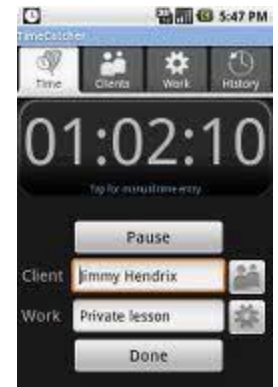 5:47 PM
TimeCatcher
Time Clients Work History
01:02:10
Tap for manual time entry
Pause
Client Jimmy Hendrix
Work Private lesson
Done